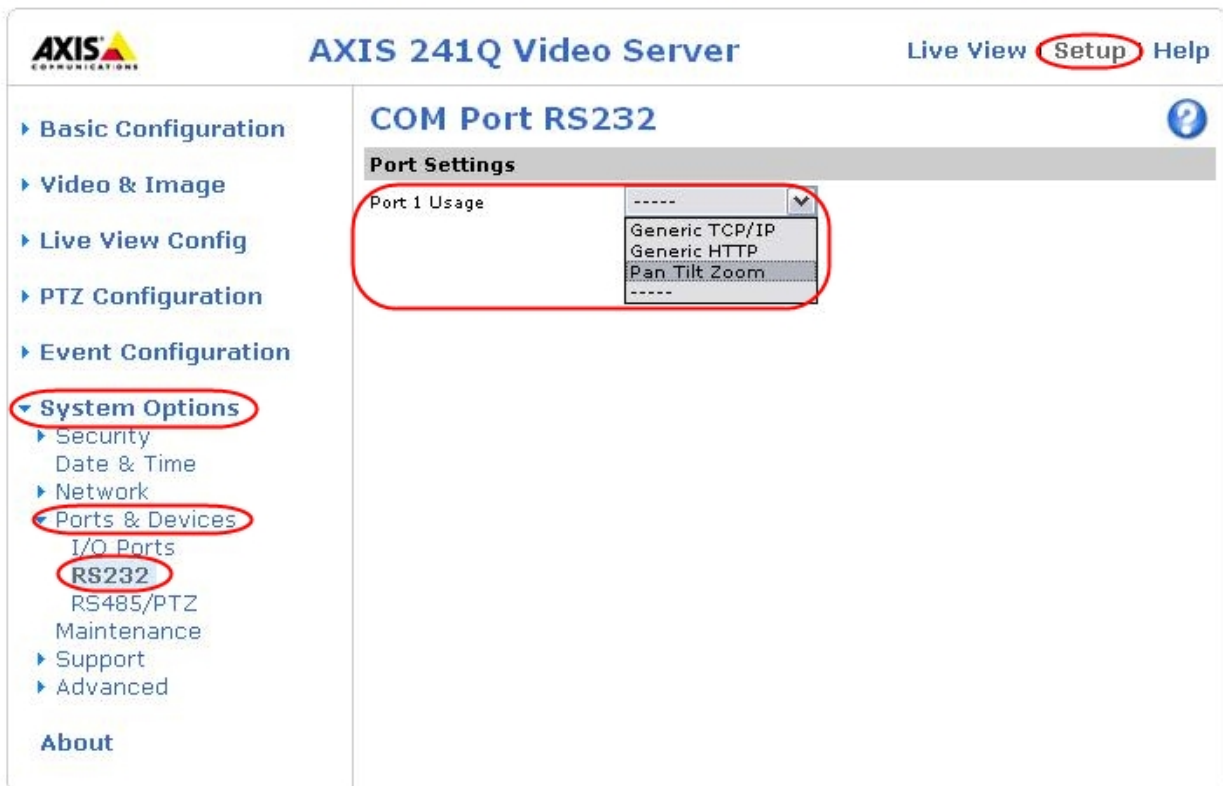 AXIS
COMMUNICATIONS
AXIS 241Q Video Server
Live View | Setup | Help
Basic Configuration
Video & Image
Live View Config
PTZ Configuration
Event Configuration
System Options
Security
Date & Time
Network
Ports & Devices
I/O Ports
RS232
RS485/PTZ
Maintenance
Support
Advanced
About
COM Port RS232
?
Port Settings
Port 1 Usage
-----
Generic TCP/IP
Generic HTTP
Pan Tilt Zoom
-----